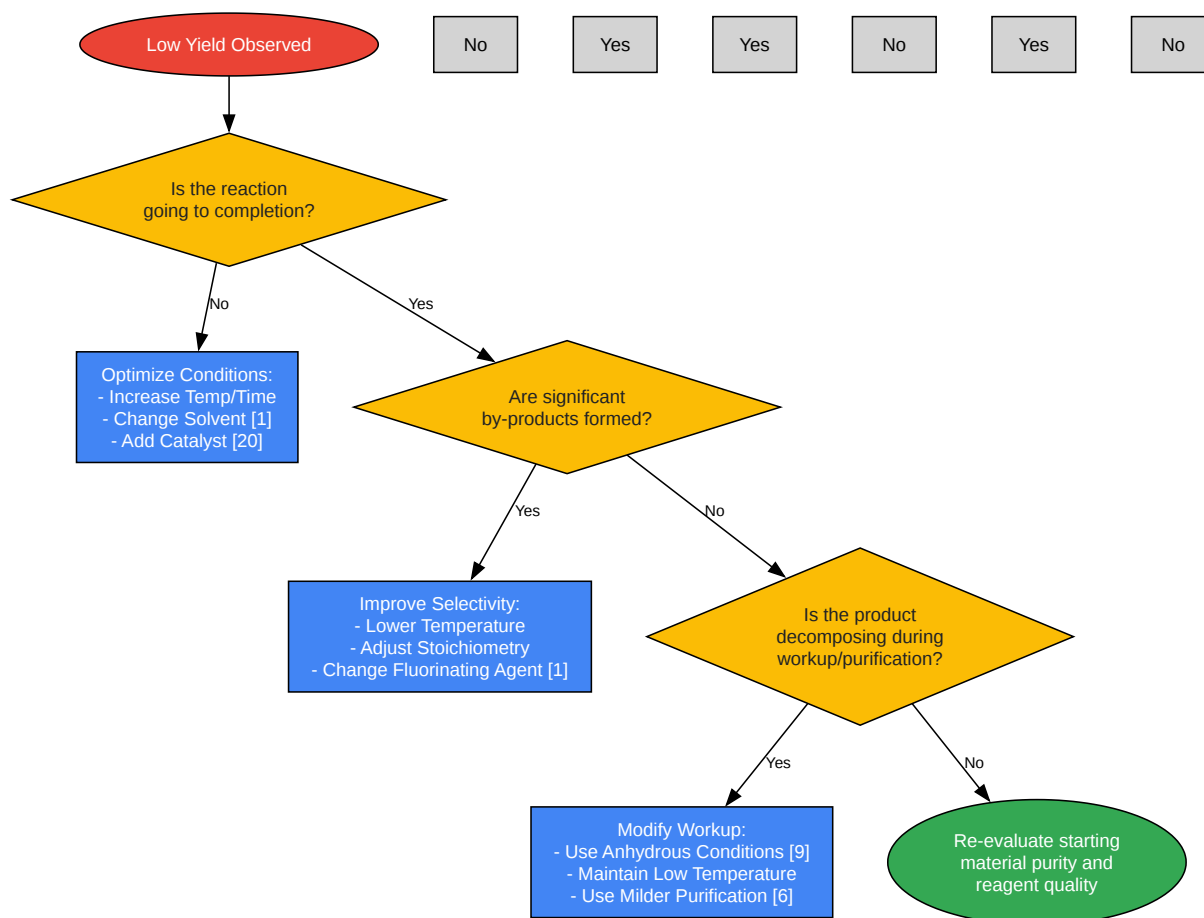 Low Yield Observed
No
Yes
Yes
No
Yes
No
Is the reaction
going to completion?
No
Yes
Optimize Conditions:
- Increase Temp/Time
- Change Solvent [1]
- Add Catalyst [20]
Are significant
by-products formed?
Yes
No
Improve Selectivity:
- Lower Temperature
- Adjust Stoichiometry
- Change Fluorinating Agent [1]
Is the product
decomposing during
workup/purification?
Yes
No
Modify Workup:
- Use Anhydrous Conditions [9]
- Maintain Low Temperature
- Use Milder Purification [6]
Re-evaluate starting
material purity and
reagent quality